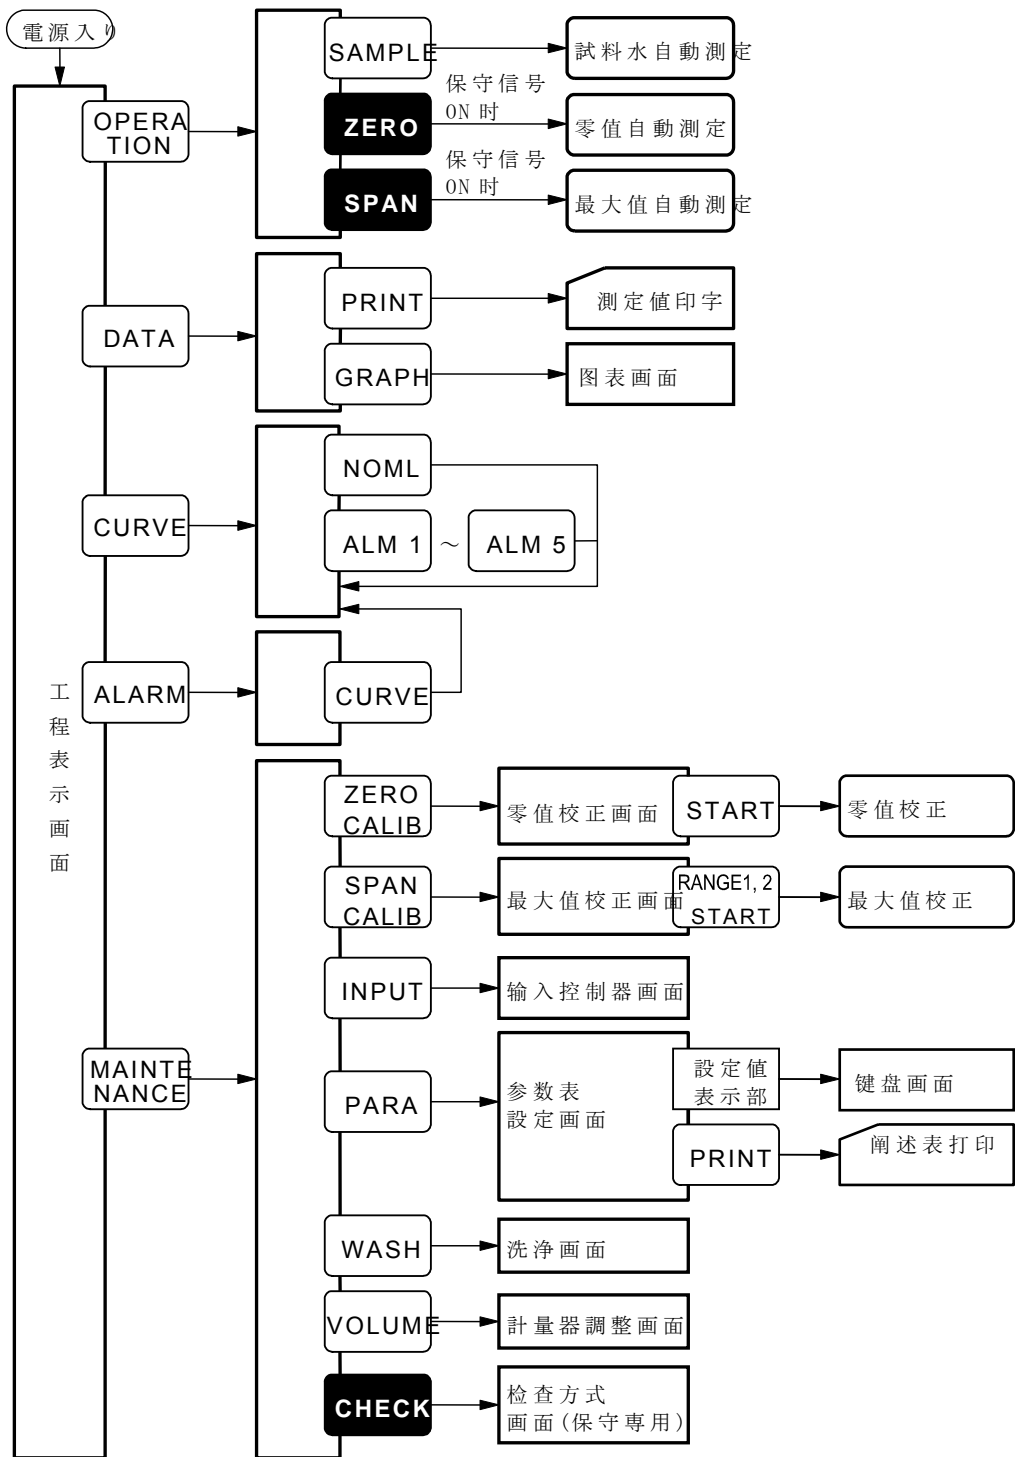 電源入り
SAMPLE
試料水自動測定
保守信号
ON 时
OPERA
TION
ZERO
零值自動測定
保守信号
ON 时
SPAN
最大值自動測定
PRINT
測定値印字
DATA
GRAPH
图表画面
NOML
CURVE
ALM 1 ～ ALM 5
工程表示画面
ALARM
CURVE
ZERO
CALIB
零值校正画面
START
零值校正
SPAN
CALIB
最大值校正画面
RANGE1, 2
START
最大值校正
INPUT
输入控制器画面
MAINTE
NANCE
PARA
参数表
設定画面
設定値
表示部
键盘画面
PRINT
阐述表打印
WASH
洗浄画面
VOLUME
計量器調整画面
CHECK
检查方式
画面(保守専用)